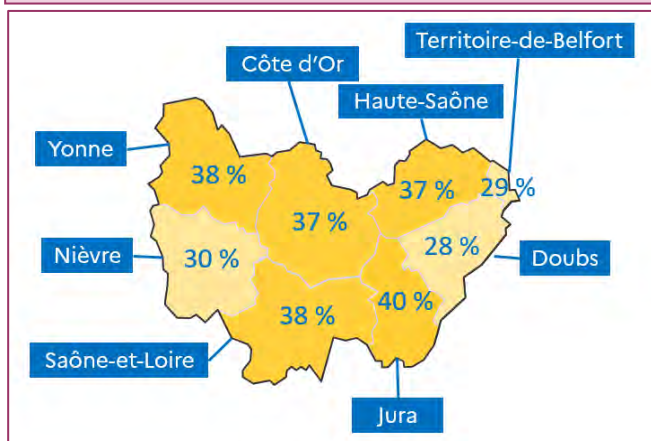 Territoire-de-Belfort
Côte d'Or
Haute-Saône
Yonne
38 %
37 %
29 %
37 %
Nièvre
30 %
28 %
Doubs
38 %
40 %
Saône-et-Loire
Jura